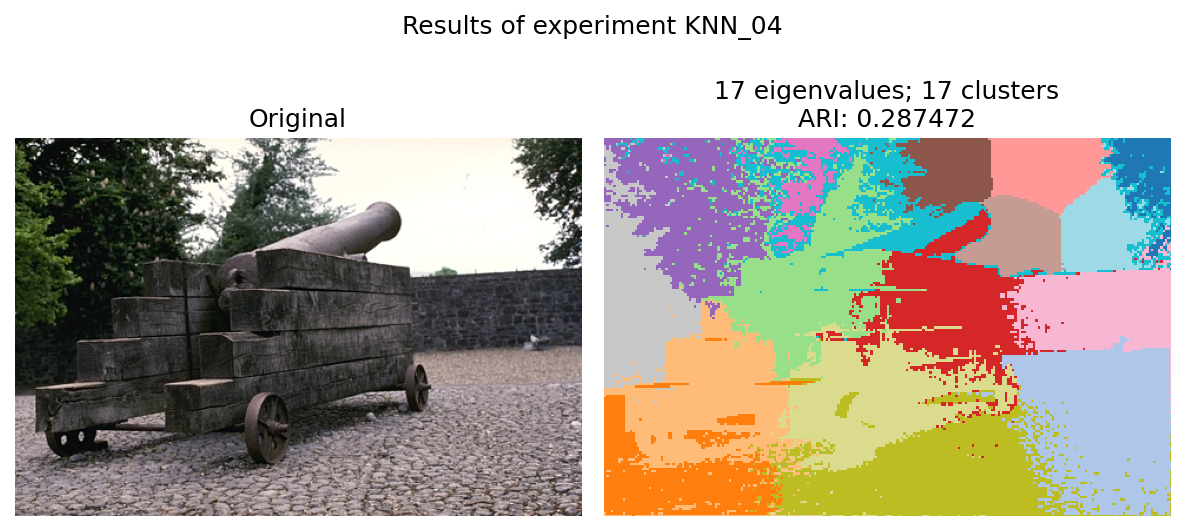 Results of experiment KNN_04
Original
17 eigenvalues; 17 clusters
ARI: 0.287472